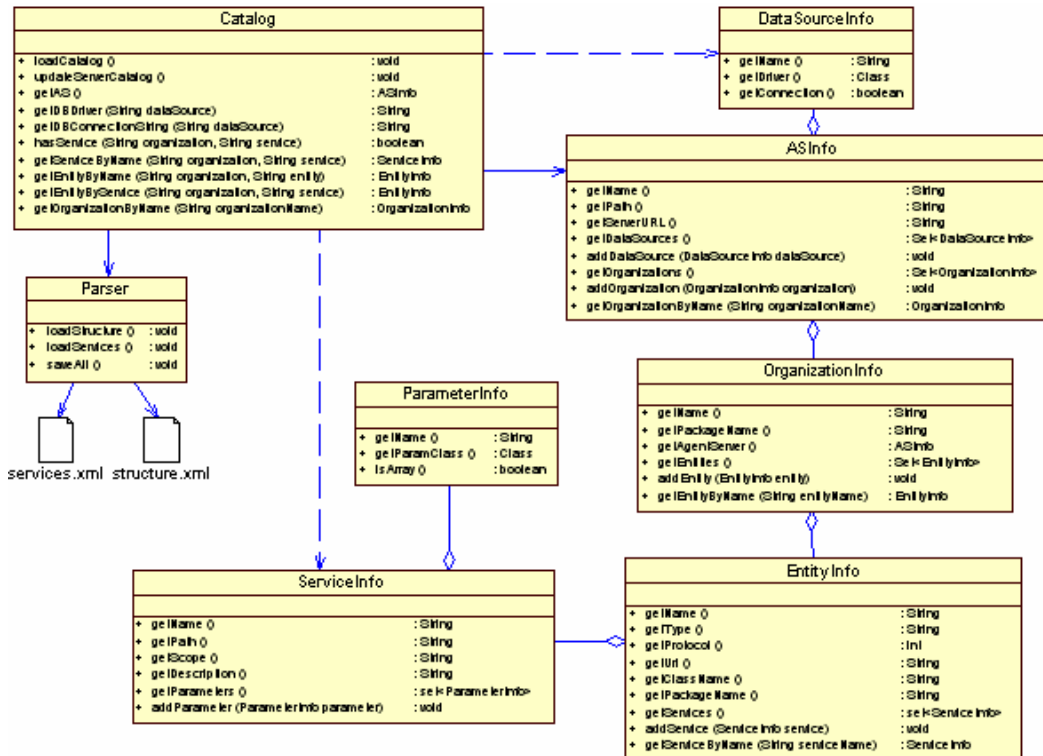 Catalog
+ loadCatalog () : void
+ updateServerCatalog () : void
+ getAS () : ASInfo
+ getDBDriver (String dataSource) : String
+ getDBConnectionString (String dataSource) : String
+ hasService (String organization, String service) : boolean
+ getServiceByName (String organization, String service) : ServiceInfo
+ getEntityByName (String organization, String entity) : EntityInfo
+ getEntityByService (String organization, String service) : EntityInfo
+ getOrganizationByName (String organizationName) : OrganizationInfo
DataSourceInfo
+ getName () : String
+ getDriver () : Class
+ getConnection () : boolean
ASInfo
+ getName () : String
+ getPath () : String
+ getServerURL () : String
+ getDataSources () : Set<DataSourceInfo>
+ addDataSource (DataSourceInfo dataSource) : void
+ getOrganizations () : Set<OrganizationInfo>
+ addOrganization (OrganizationInfo organization) : void
+ getOrganizationByName (String organizationName) : OrganizationInfo
Parser
+ loadStructure () : void
+ loadServices () : void
+ saveAll () : void
services.xml
structure.xml
ParameterInfo
+ getName () : String
+ getParamClass () : Class
+ isArray () : boolean
OrganizationInfo
+ getName () : String
+ getPackageName () : String
+ getAgentServer () : ASInfo
+ getEntities () : Set<EntityInfo>
+ addEntity (EntityInfo entity) : void
+ getEntityByName (String entityName) : EntityInfo
ServiceInfo
+ getName () : String
+ getPath () : String
+ getScope () : String
+ getDescription () : String
+ getParameters () : set<ParameterInfo>
+ addParameter (ParameterInfo parameter) : void
EntityInfo
+ getName () : String
+ getType () : String
+ getProtocol () : int
+ getUrl () : String
+ getClassName () : String
+ getPackageName () : String
+ getServices () : set<ServiceInfo>
+ addService (ServiceInfo service) : void
+ getServiceByName (String serviceName) : ServiceInfo